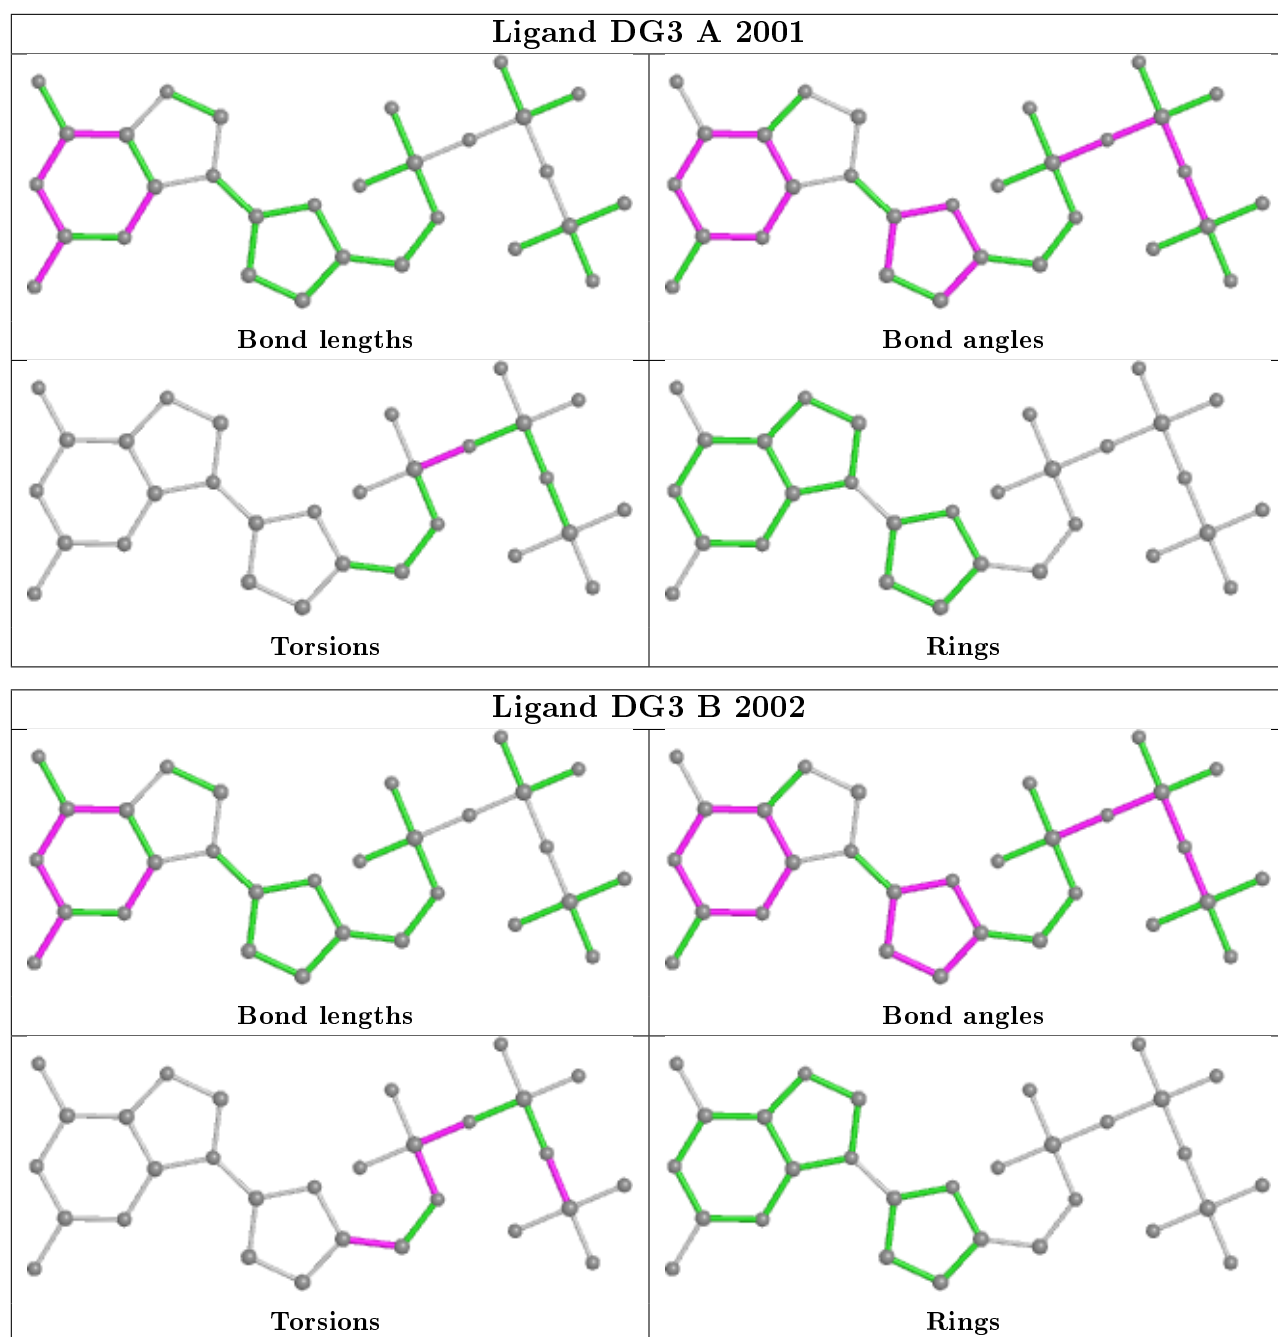 Ligand DG3 A 2001
Bond lengths
Bond angles
Torsions
Rings
Ligand DG3 B 2002
Bond lengths
Bond angles
Torsions
Rings